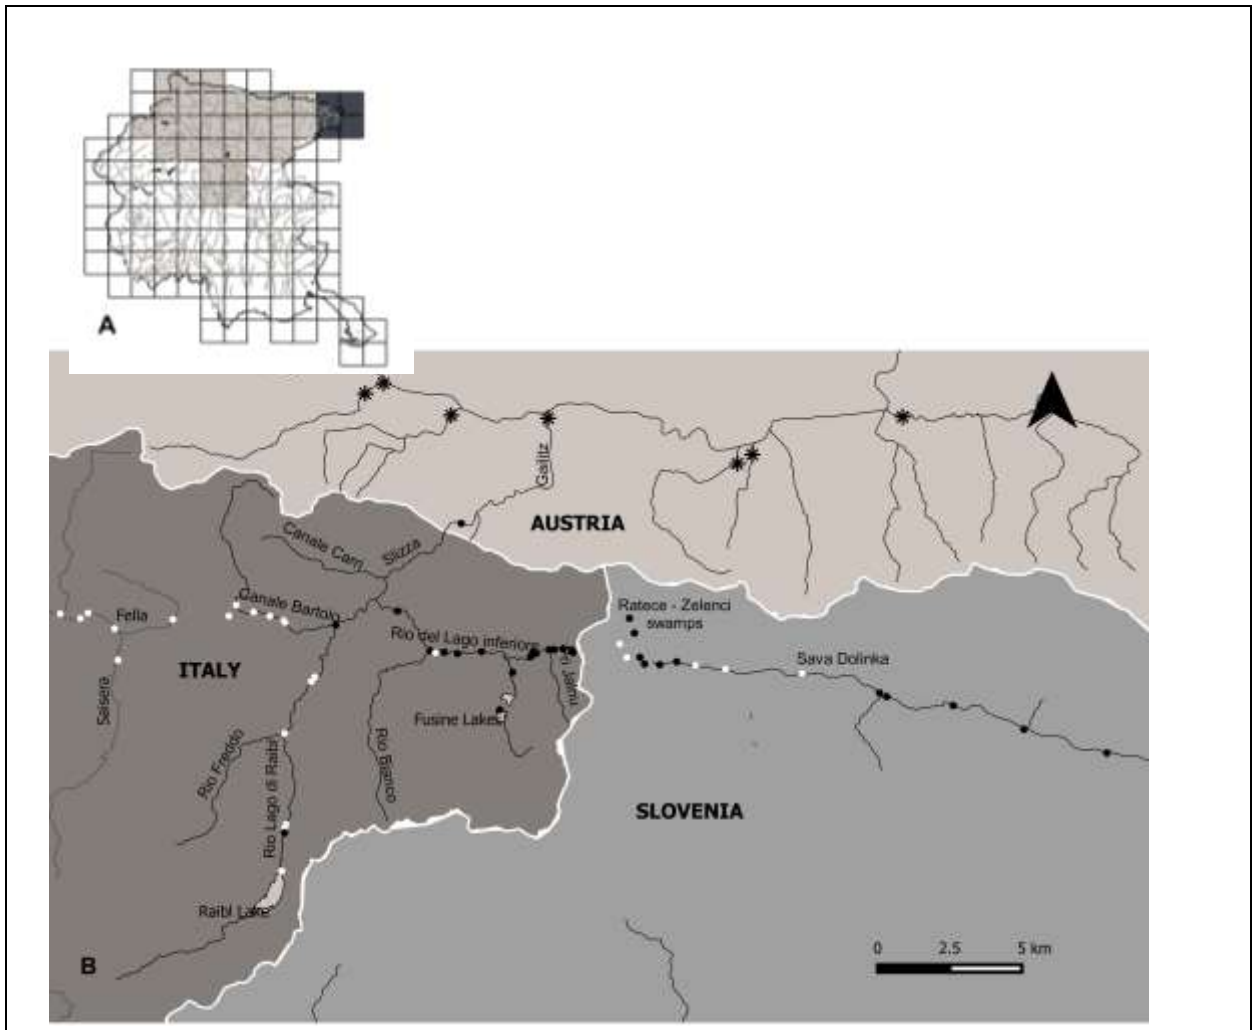 A
Gailitz
AUSTRIA
Canale Carri
Slizza
Canale Bartolo
Fella
Ratece - Zelenci
swamps
Rio del Lago inferiore
Sava Dolinka
ITALY
Saisera
Fusine Lakes
Rio Freddo
Rio Lago di Raibl
Rio Bianco
SLOVENIA
Raibl Lake
B
0 2.5 5 km